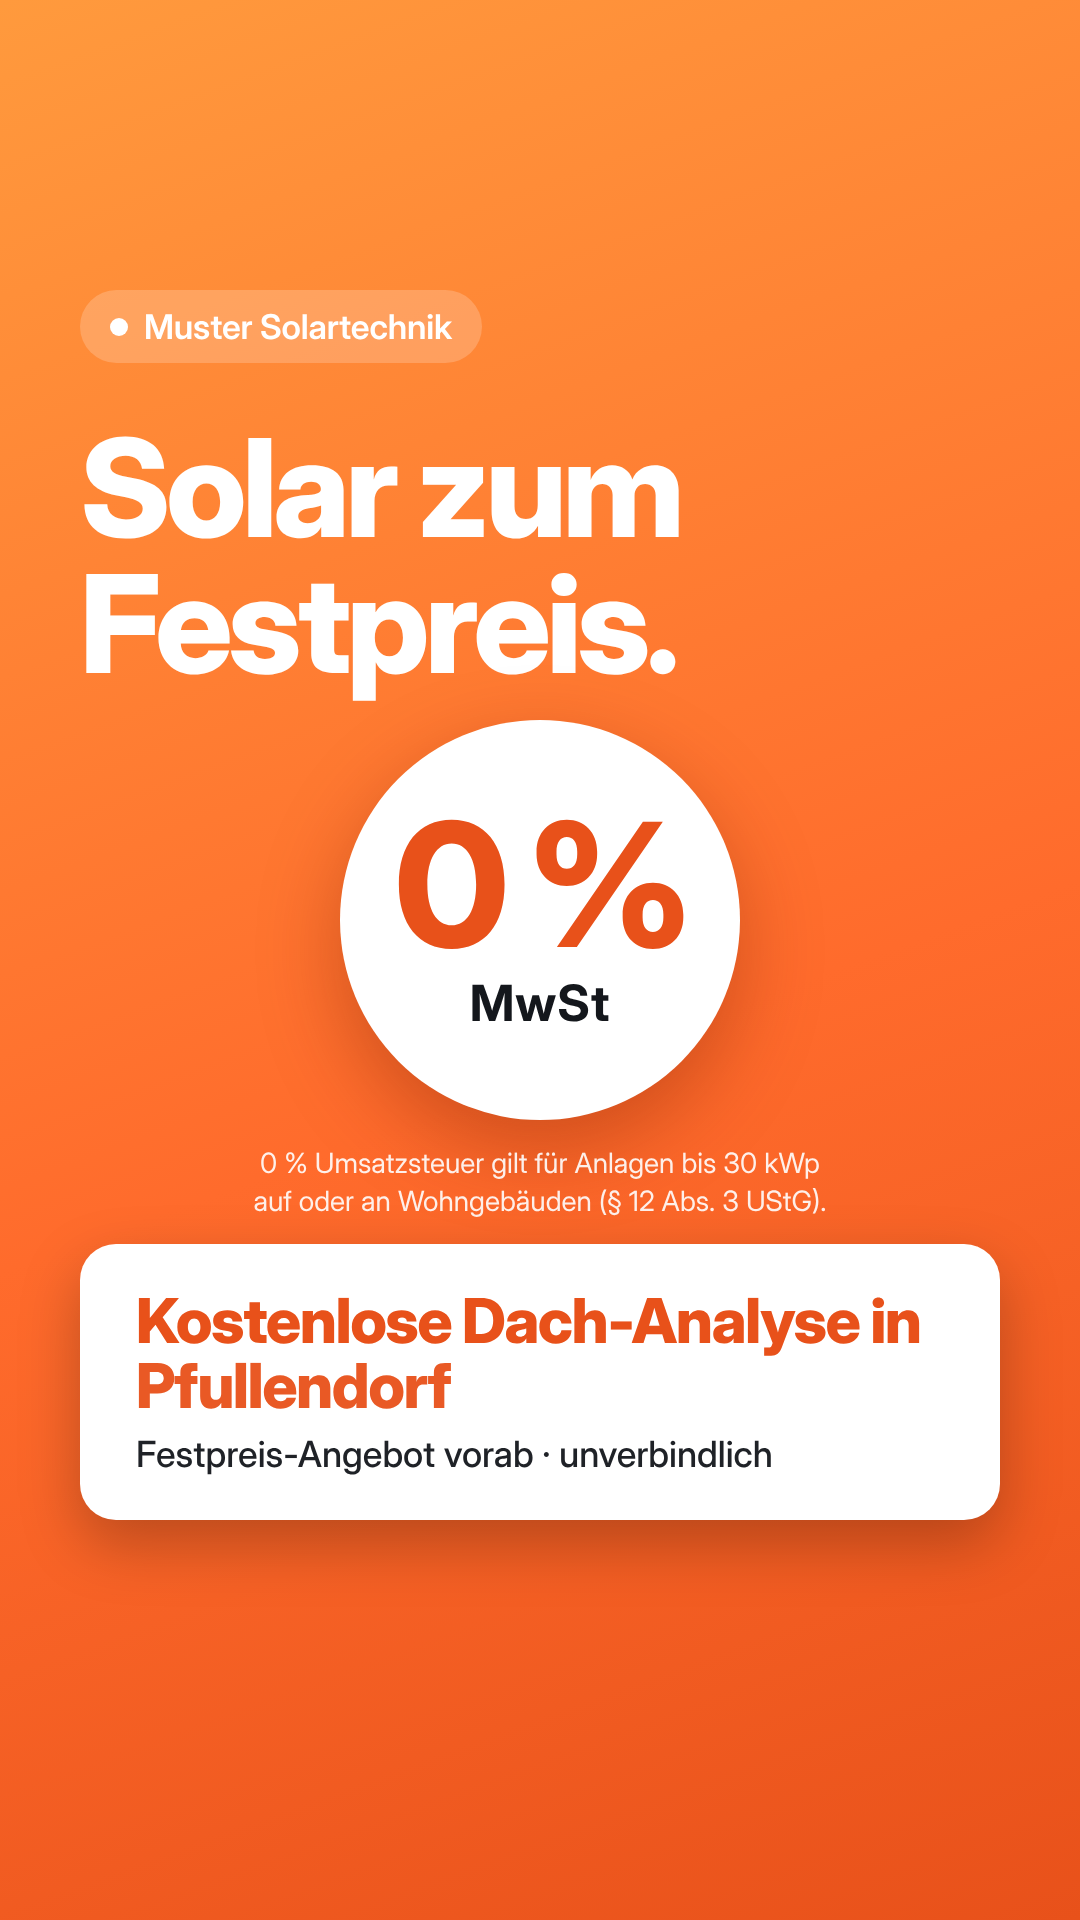 Muster Solartechnik
Solar zum
Festpreis.
0 %
MwSt
0 % Umsatzsteuer gilt für Anlagen bis 30 kWp
auf oder an Wohngebäuden (§ 12 Abs. 3 UStG).
Kostenlose Dach-Analyse in
Pfullendorf
Festpreis-Angebot vorab · unverbindlich